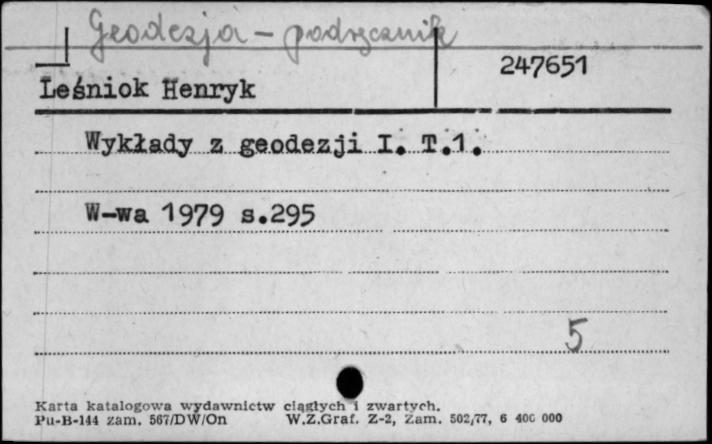 Geodezja - podręcznik
247651
Leśniok Henryk
Wykłady z geodezji I. T.1.
W-wa 1979 s.295
5
Karta katalogowa wydawnictw ciągłych i zwartych.
Pu-B-144 zam. 567/DW/On W.Z.Graf. Z-2, Zam. 502/77, 6 400 000